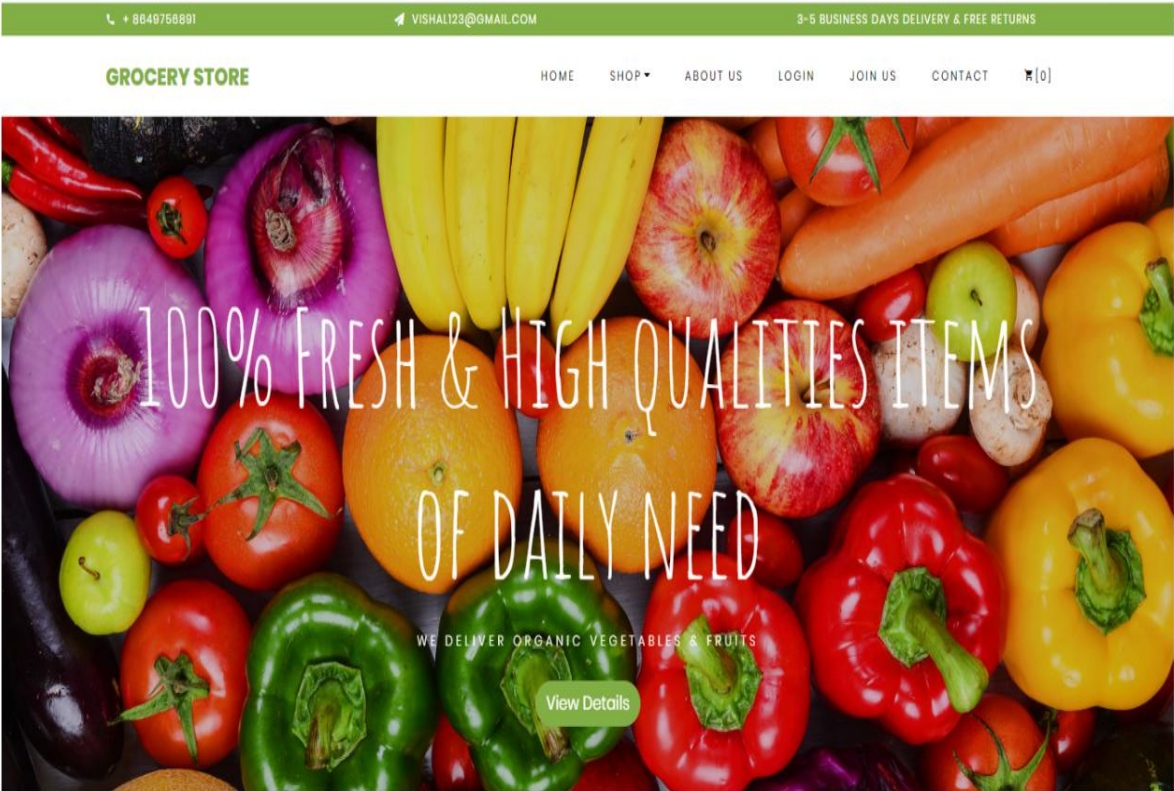 + 8649756891
VISHAL123@GMAIL.COM
3-5 BUSINESS DAYS DELIVERY & FREE RETURNS
GROCERY STORE
HOME SHOP ABOUT US LOGIN JOIN US CONTACT [0]
100% FRESH & HIGH QUALITIES ITEMS
OF DAILY NEED
WE DELIVER ORGANIC VEGETABLES & FRUITS
View Details